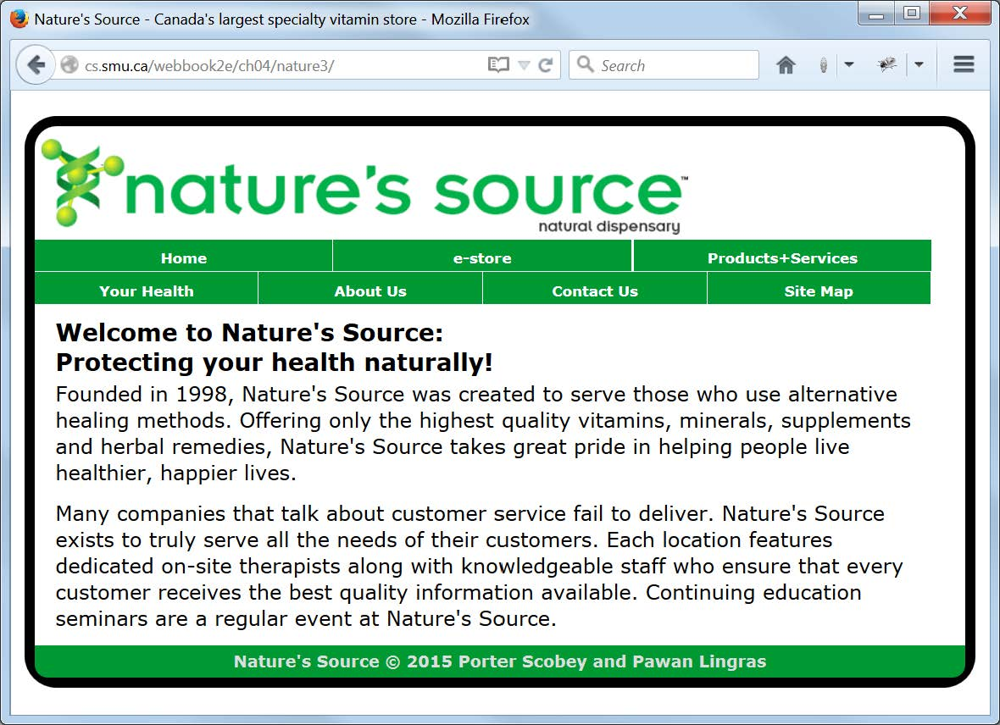 Nature's Source - Canada's largest specialty vitamin store - Mozilla Firefox
cs.smu.ca/webbook2e/ch04/nature3/ Search
nature's source™
natural dispensary
Home e-store Products+Services
Your Health About Us Contact Us Site Map
Welcome to Nature's Source:
Protecting your health naturally!
Founded in 1998, Nature's Source was created to serve those who use alternative
healing methods. Offering only the highest quality vitamins, minerals, supplements
and herbal remedies, Nature's Source takes great pride in helping people live
healthier, happier lives.
Many companies that talk about customer service fail to deliver. Nature's Source
exists to truly serve all the needs of their customers. Each location features
dedicated on-site therapists along with knowledgeable staff who ensure that every
customer receives the best quality information available. Continuing education
seminars are a regular event at Nature's Source.
Nature's Source © 2015 Porter Scobey and Pawan Lingras